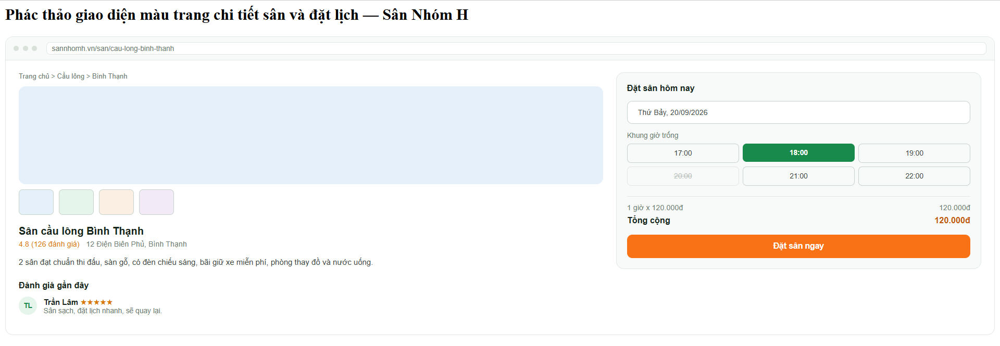 Phác thảo giao diện màu trang chi tiết sân và đặt lịch — Sân Nhóm H
sannhomh.vn/san/cau-long-binh-thanh
Trang chủ > Cầu lông > Bình Thạnh
Sân cầu lông Bình Thạnh
4.8 (126 đánh giá) 12 Điện Biên Phủ, Bình Thạnh
2 sân đạt chuẩn thi đấu, sàn gỗ, có đèn chiếu sáng, bãi giữ xe miễn phí, phòng thay đồ và nước uống.
Đánh giá gần đây
TL
Trần Lâm ★★★★★
Sân sạch, đặt lịch nhanh, sẽ quay lại.
Đặt sân hôm nay
Thứ Bảy, 20/09/2026
Khung giờ trống
17:00 18:00 19:00
20:00 21:00 22:00
1 giờ x 120.000đ 120.000đ
Tổng cộng 120.000đ
Đặt sân ngay